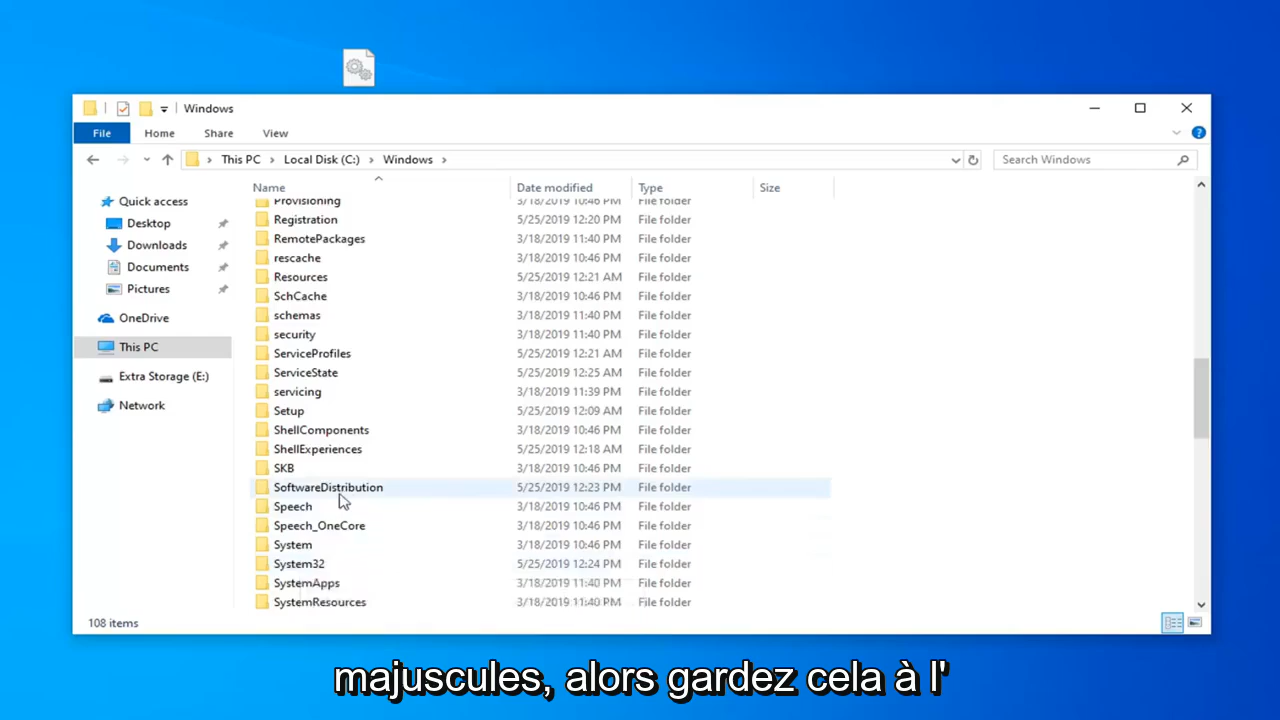 Windows
File Home Share View
This PC > Local Disk (C:) > Windows >
Search Windows
Name Date modified Type Size
Quick access
Desktop
Downloads
Documents
Pictures
OneDrive
This PC
Extra Storage (E:)
Network
Provisioning 3/18/2019 10:46 PM File folder
Registration 5/25/2019 12:20 PM File folder
RemotePackages 3/18/2019 11:40 PM File folder
rescache 3/18/2019 10:46 PM File folder
Resources 5/25/2019 12:21 AM File folder
SchCache 3/18/2019 10:46 PM File folder
schemas 3/18/2019 11:40 PM File folder
security 3/18/2019 11:40 PM File folder
ServiceProfiles 5/25/2019 12:21 AM File folder
ServiceState 5/25/2019 12:25 AM File folder
servicing 3/18/2019 11:39 PM File folder
Setup 5/25/2019 12:09 AM File folder
ShellComponents 3/18/2019 10:46 PM File folder
ShellExperiences 5/25/2019 12:18 AM File folder
SKB 3/18/2019 10:46 PM File folder
SoftwareDistribution 5/25/2019 12:23 PM File folder
Speech 3/18/2019 10:46 PM File folder
Speech_OneCore 3/18/2019 10:46 PM File folder
System 3/18/2019 10:46 PM File folder
System32 5/25/2019 12:24 PM File folder
SystemApps 3/18/2019 11:40 PM File folder
SystemResources 3/18/2019 11:40 PM File folder
108 items
majuscules, alors gardez cela à l'